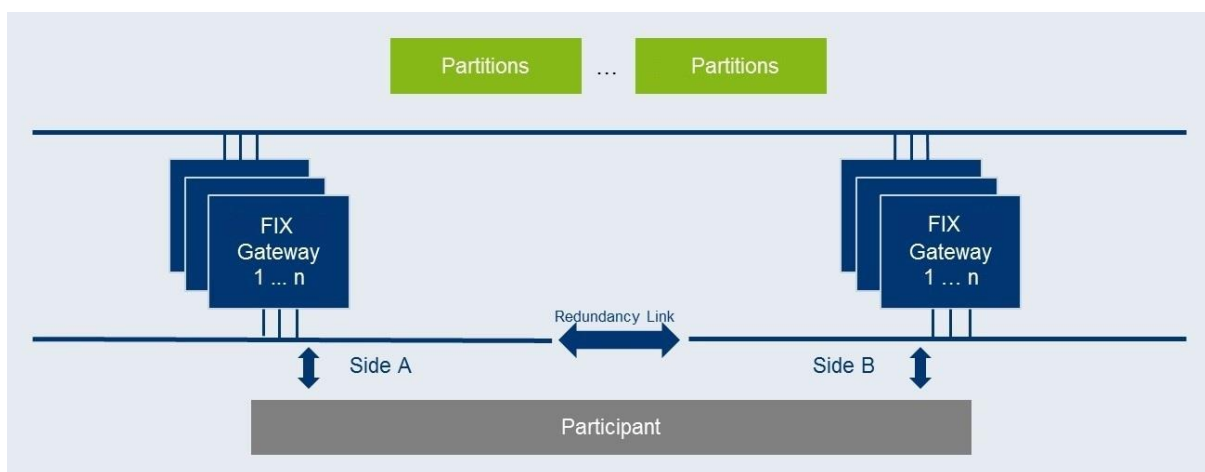 Partitions … Partitions
FIX
Gateway
1 ... n
FIX
Gateway
1 … n
Redundancy Link
Side A
Side B
Participant